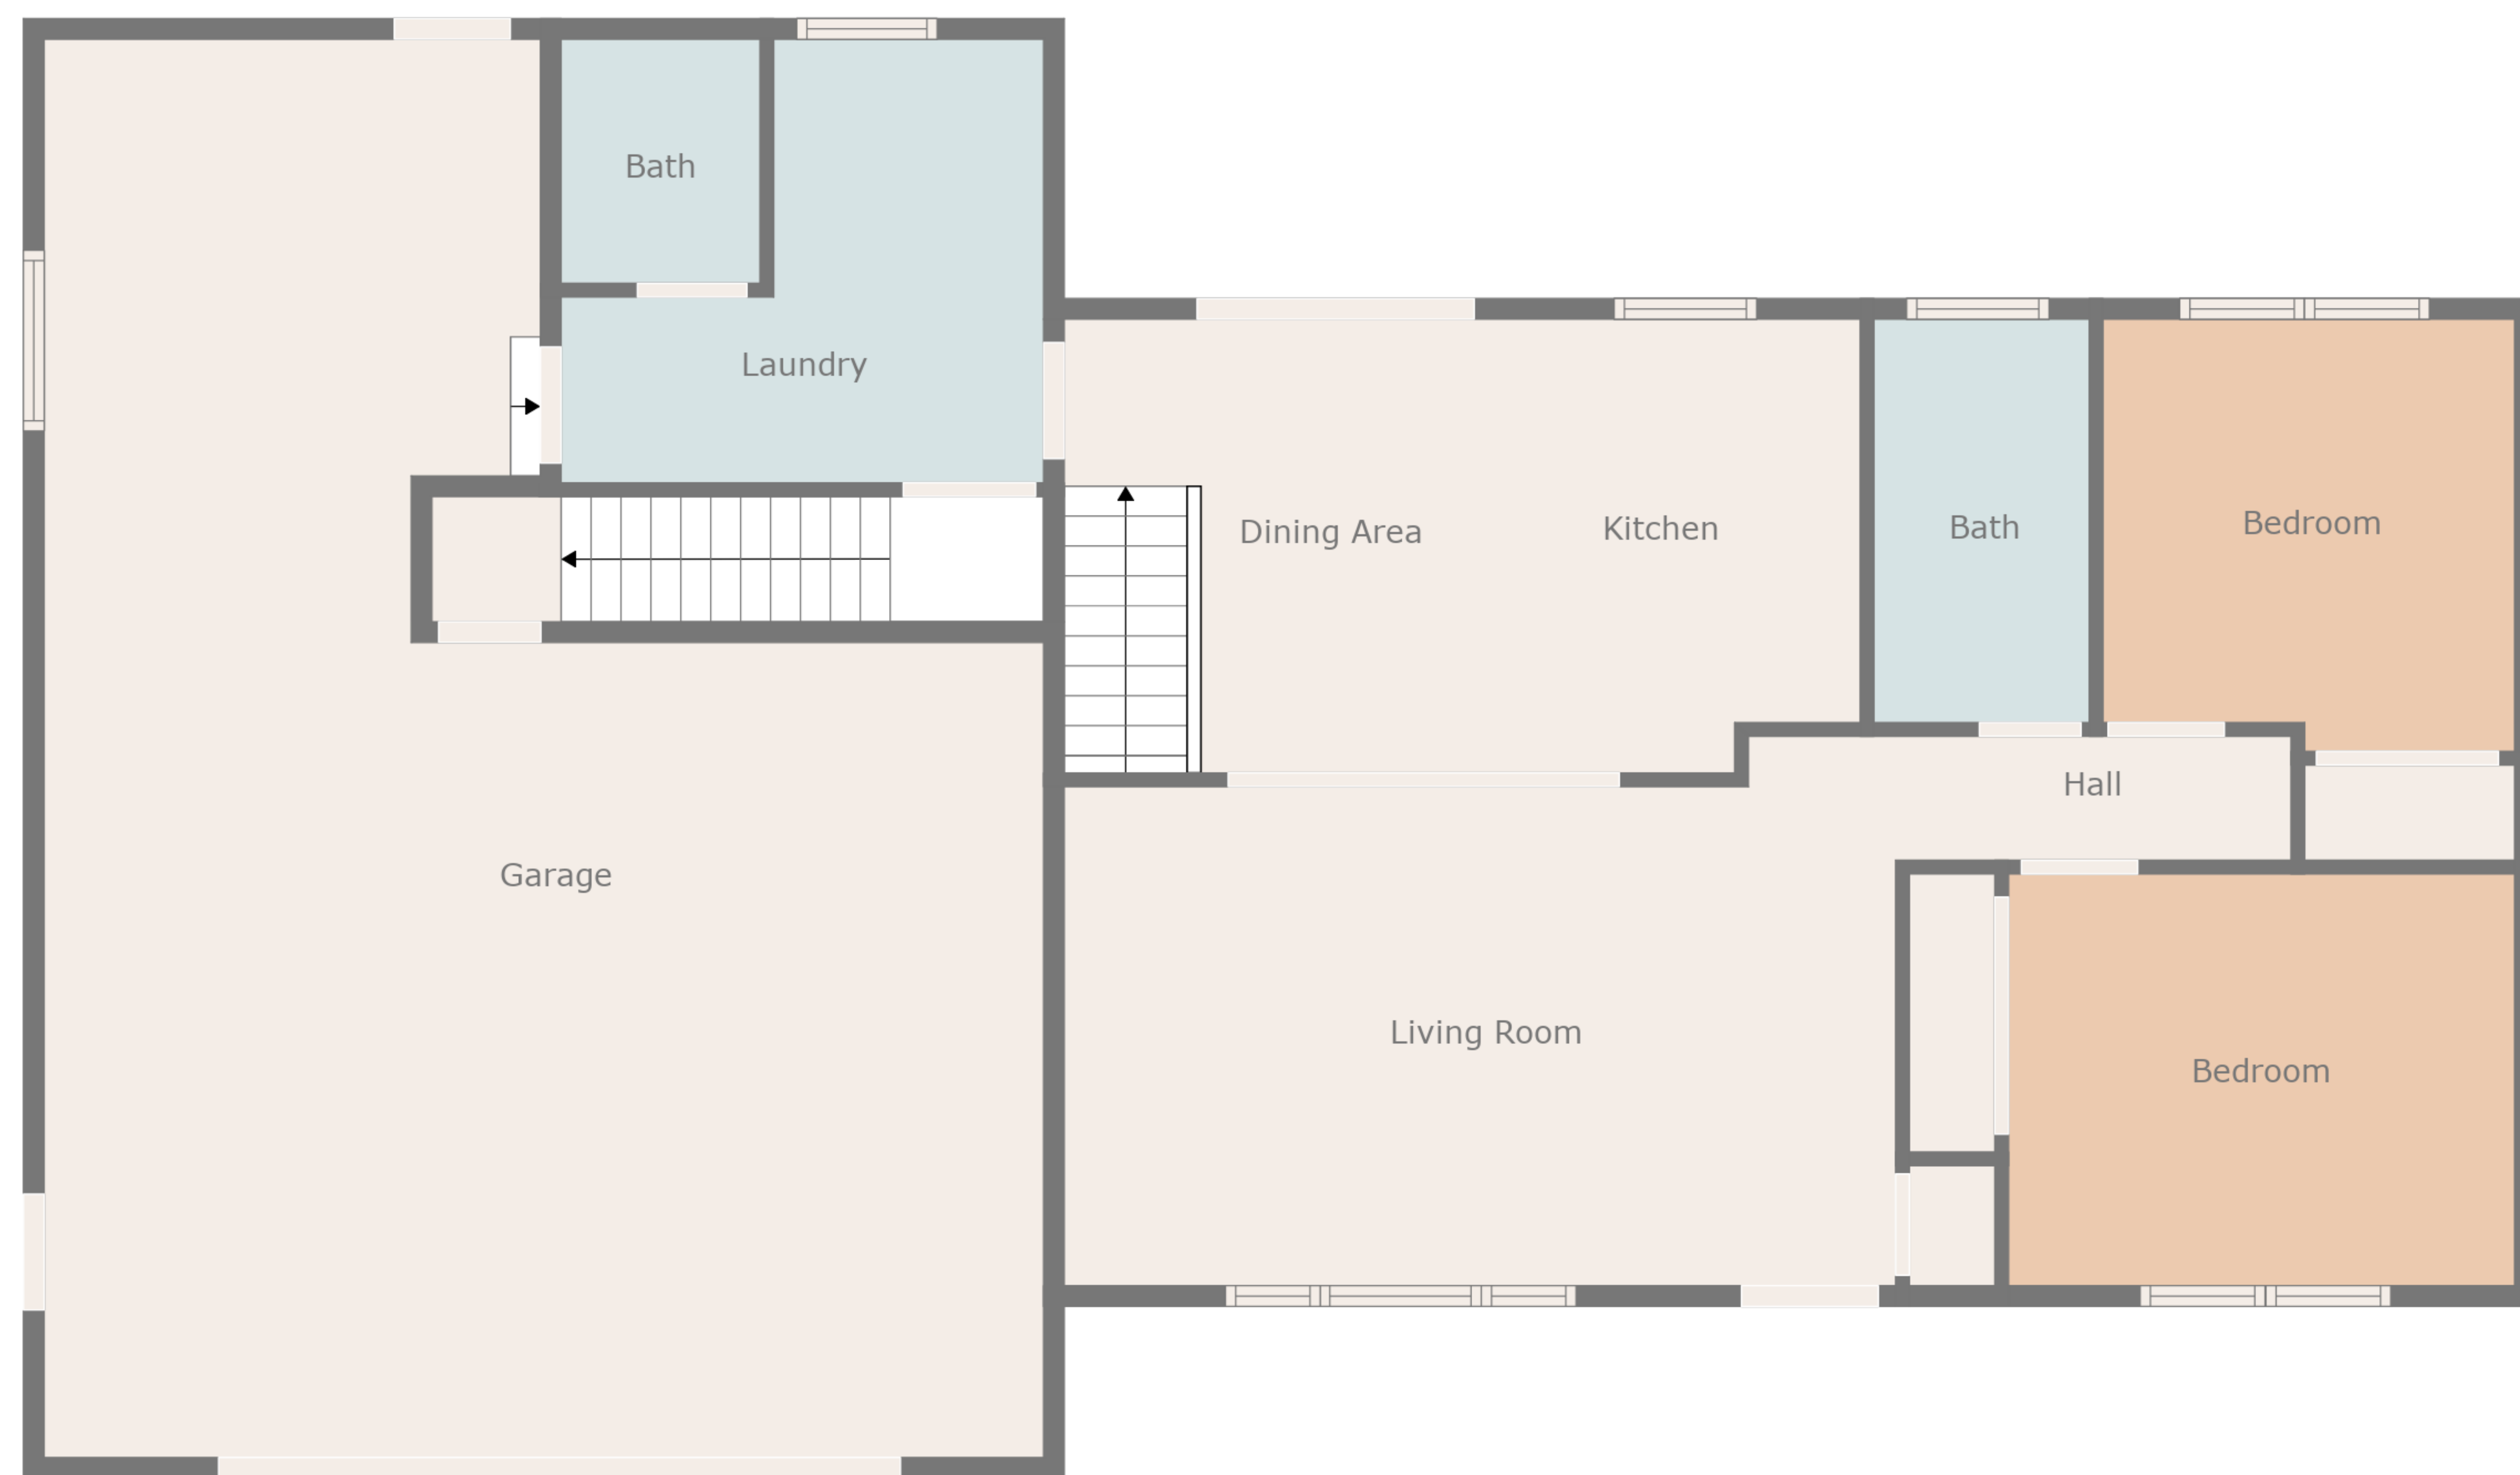 Bath
Laundry
Dining Area
Kitchen
Bath
Bedroom
Hall
Garage
Living Room
Bedroom